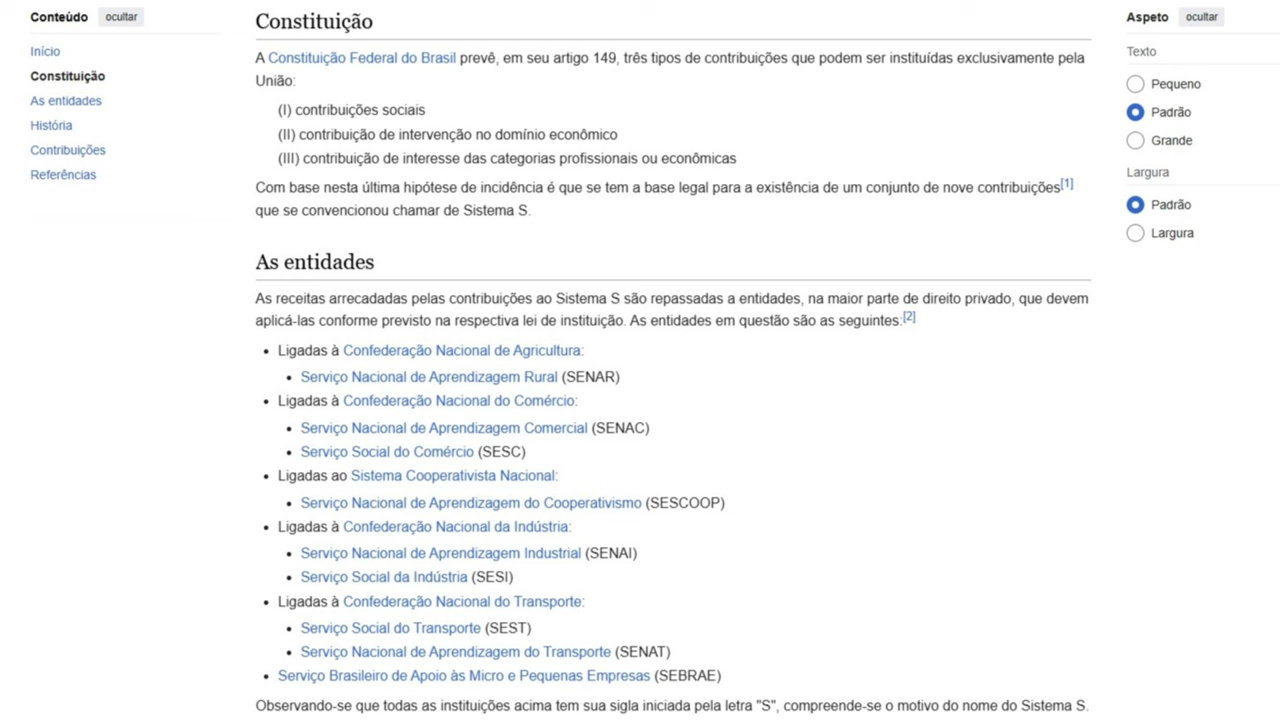 Conteúdo ocultar
Início
Constituição
As entidades
História
Contribuições
Referências
Constituição
A Constituição Federal do Brasil prevê, em seu artigo 149, três tipos de contribuições que podem ser instituídas exclusivamente pela
União:
(I) contribuições sociais
(II) contribuição de intervenção no domínio econômico
(III) contribuição de interesse das categorias profissionais ou econômicas
Com base nesta última hipótese de incidência é que se tem a base legal para a existência de um conjunto de nove contribuições[1]
que se convencionou chamar de Sistema S.
As entidades
As receitas arrecadadas pelas contribuições ao Sistema S são repassadas a entidades, na maior parte de direito privado, que devem
aplicá-las conforme previsto na respectiva lei de instituição. As entidades em questão são as seguintes:[2]
• Ligadas à Confederação Nacional de Agricultura:
• Serviço Nacional de Aprendizagem Rural (SENAR)
• Ligadas à Confederação Nacional do Comércio:
• Serviço Nacional de Aprendizagem Comercial (SENAC)
• Serviço Social do Comércio (SESC)
• Ligadas ao Sistema Cooperativista Nacional:
• Serviço Nacional de Aprendizagem do Cooperativismo (SESCOOP)
• Ligadas à Confederação Nacional da Indústria:
• Serviço Nacional de Aprendizagem Industrial (SENAI)
• Serviço Social da Indústria (SESI)
• Ligadas à Confederação Nacional do Transporte:
• Serviço Social do Transporte (SEST)
• Serviço Nacional de Aprendizagem do Transporte (SENAT)
• Serviço Brasileiro de Apoio às Micro e Pequenas Empresas (SEBRAE)
Observando-se que todas as instituições acima tem sua sigla iniciada pela letra "S", compreende-se o motivo do nome do Sistema S.
Aspeto ocultar
Texto
Pequeno
Padrão
Grande
Largura
Padrão
Largura